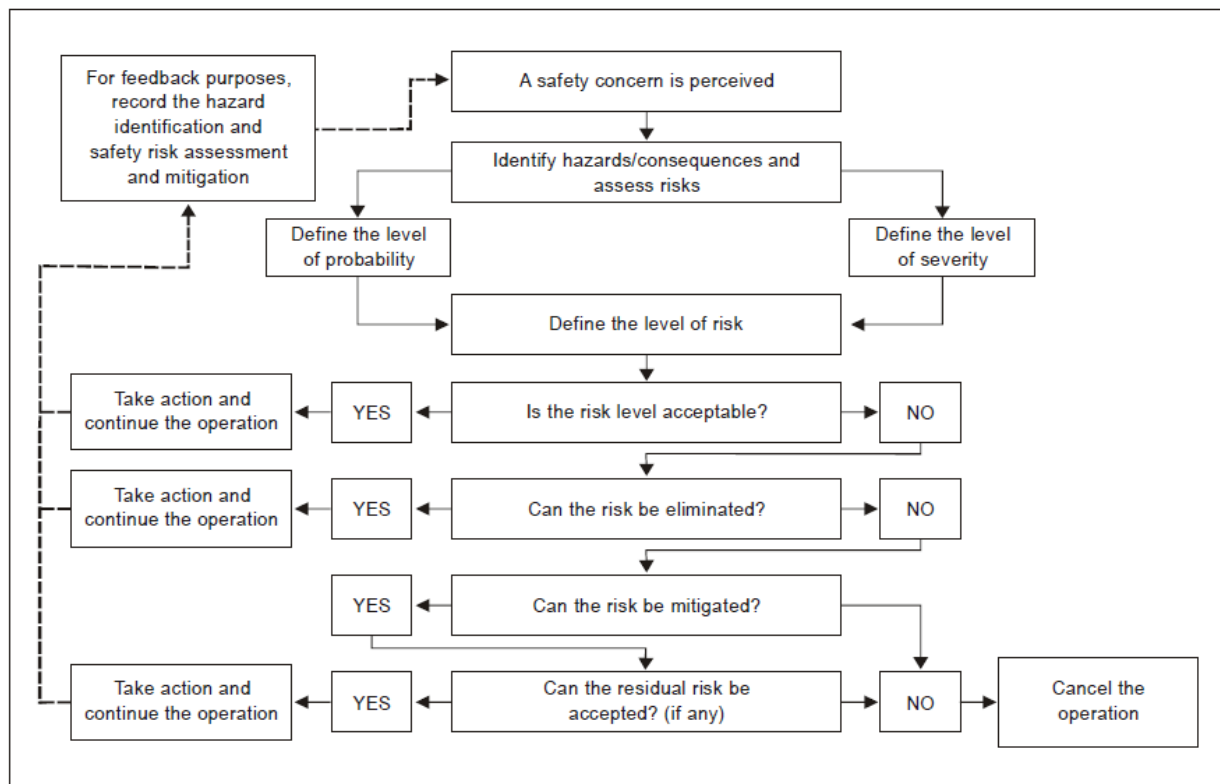 For feedback purposes,
record the hazard
identification and
safety risk assessment
and mitigation
A safety concern is perceived
Identify hazards/consequences and
assess risks
Define the level
of probability
Define the level
of severity
Define the level of risk
Take action and
continue the operation
YES
Is the risk level acceptable?
NO
Take action and
continue the operation
YES
Can the risk be eliminated?
NO
YES
Can the risk be mitigated?
Take action and
continue the operation
YES
Can the residual risk be
accepted? (if any)
NO
Cancel the
operation